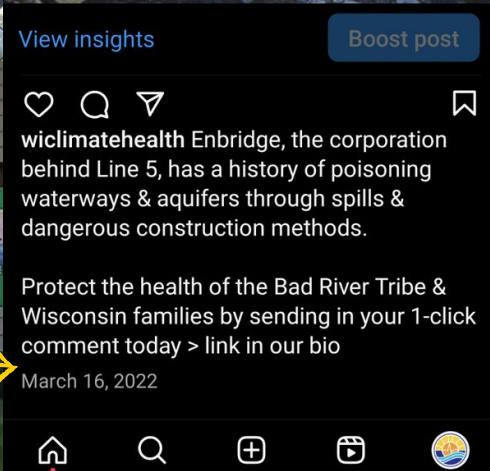 View insights
Boost post
wiclimatehealth Enbridge, the corporation
behind Line 5, has a history of poisoning
waterways & aquifers through spills &
dangerous construction methods.
Protect the health of the Bad River Tribe &
Wisconsin families by sending in your 1-click
comment today > link in our bio
March 16, 2022